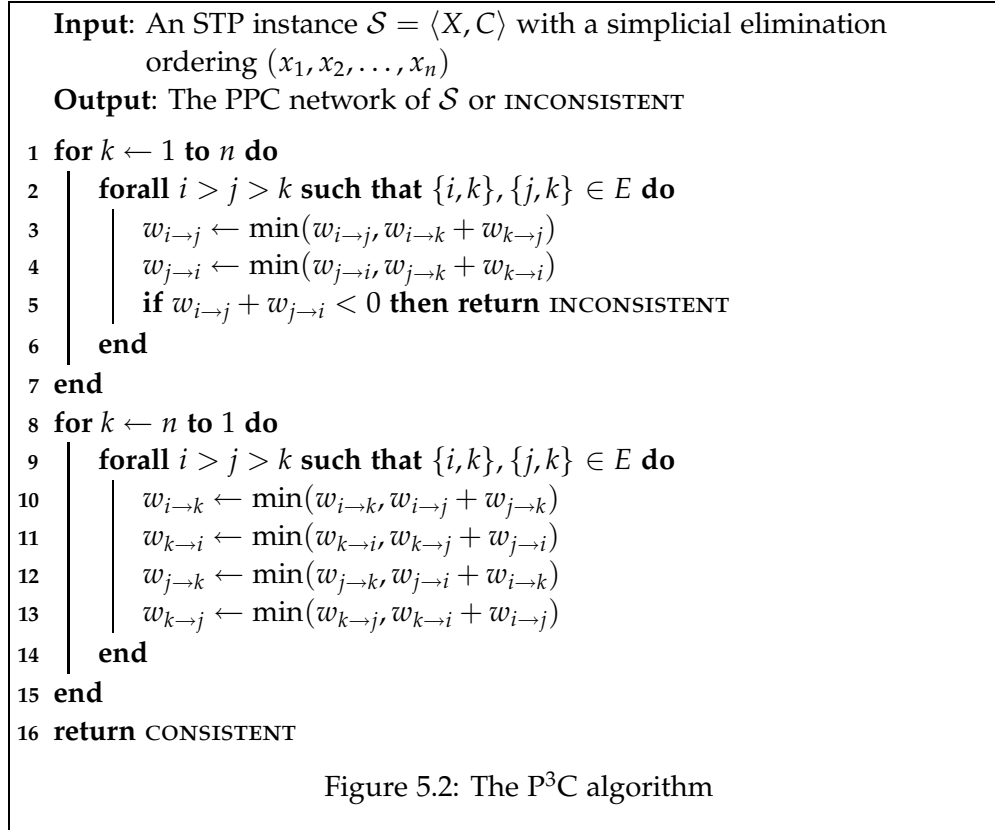 Input: An STP instance 𝒮 = ⟨X, C⟩ with a simplicial elimination
ordering (x₁, x₂, . . . , xₙ)
Output: The PPC network of 𝒮 or INCONSISTENT
1 for k ← 1 to n do
2 forall i > j > k such that {i, k}, {j, k} ∈ E do
3 w_{i→j} ← min(w_{i→j}, w_{i→k} + w_{k→j})
4 w_{j→i} ← min(w_{j→i}, w_{j→k} + w_{k→i})
5 if w_{i→j} + w_{j→i} < 0 then return INCONSISTENT
6 end
7 end
8 for k ← n to 1 do
9 forall i > j > k such that {i, k}, {j, k} ∈ E do
10 w_{i→k} ← min(w_{i→k}, w_{i→j} + w_{j→k})
11 w_{k→i} ← min(w_{k→i}, w_{k→j} + w_{j→i})
12 w_{j→k} ← min(w_{j→k}, w_{j→i} + w_{i→k})
13 w_{k→j} ← min(w_{k→j}, w_{k→i} + w_{i→j})
14 end
15 end
16 return CONSISTENT
Figure 5.2: The P³C algorithm